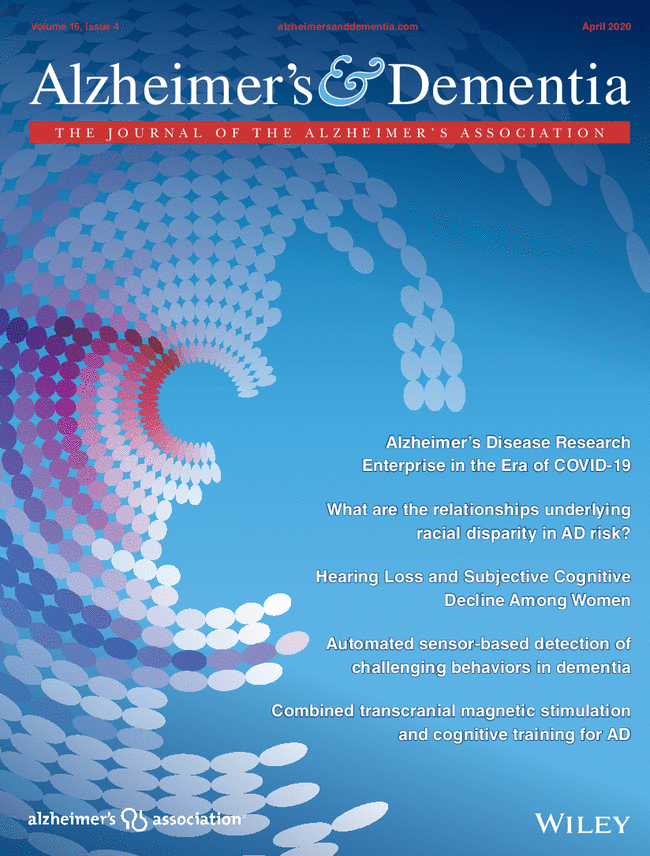 Volume 16, Issue 4 alzheimersanddementia.com April 2020
Alzheimer's & Dementia
THE JOURNAL OF THE ALZHEIMER'S ASSOCIATION
Alzheimer's Disease Research
Enterprise in the Era of COVID-19
What are the relationships underlying
racial disparity in AD risk?
Hearing Loss and Subjective Cognitive
Decline Among Women
Automated sensor-based detection of
challenging behaviors in dementia
Combined transcranial magnetic stimulation
and cognitive training for AD
alzheimer's association
WILEY